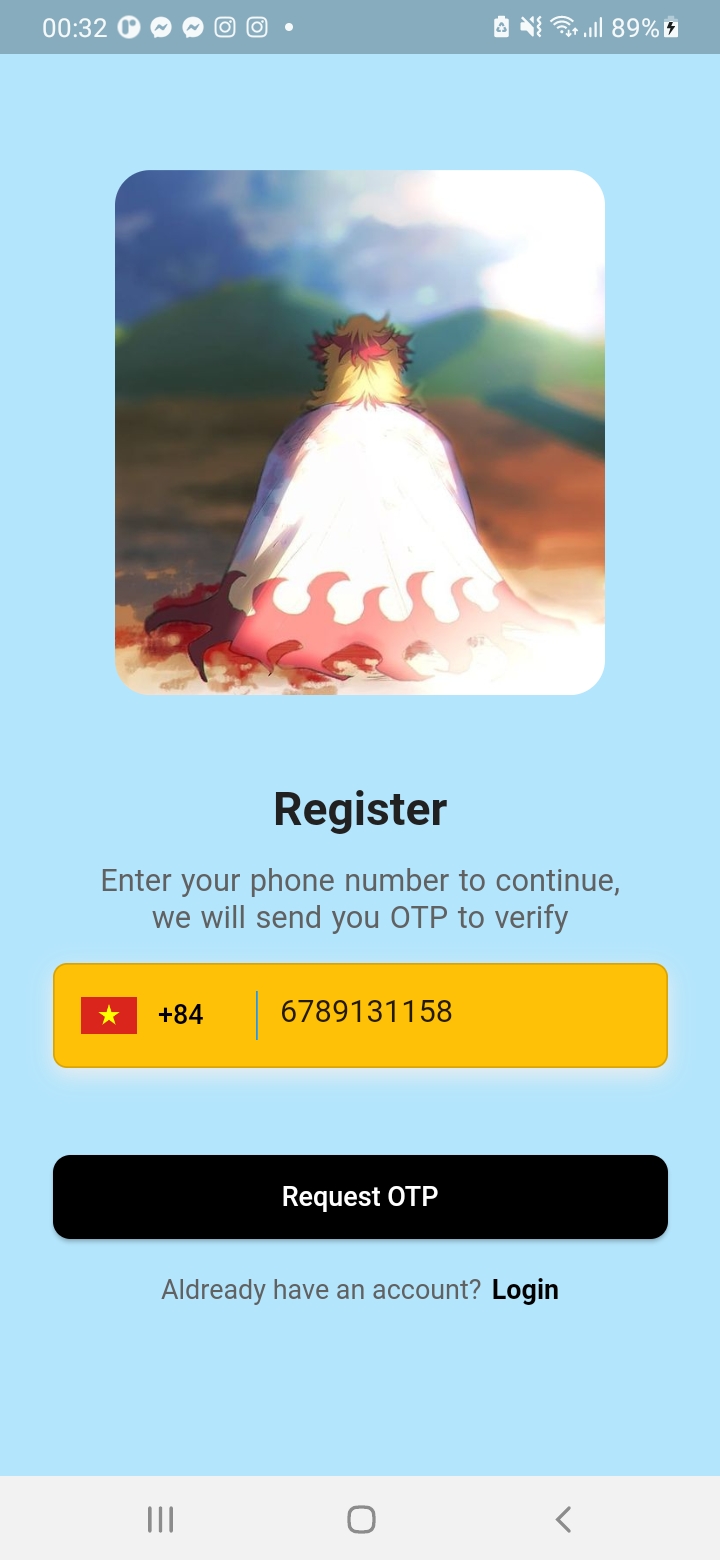 00:32 89%
Register
Enter your phone number to continue,
we will send you OTP to verify
+84 6789131158
Request OTP
Aldready have an account? Login